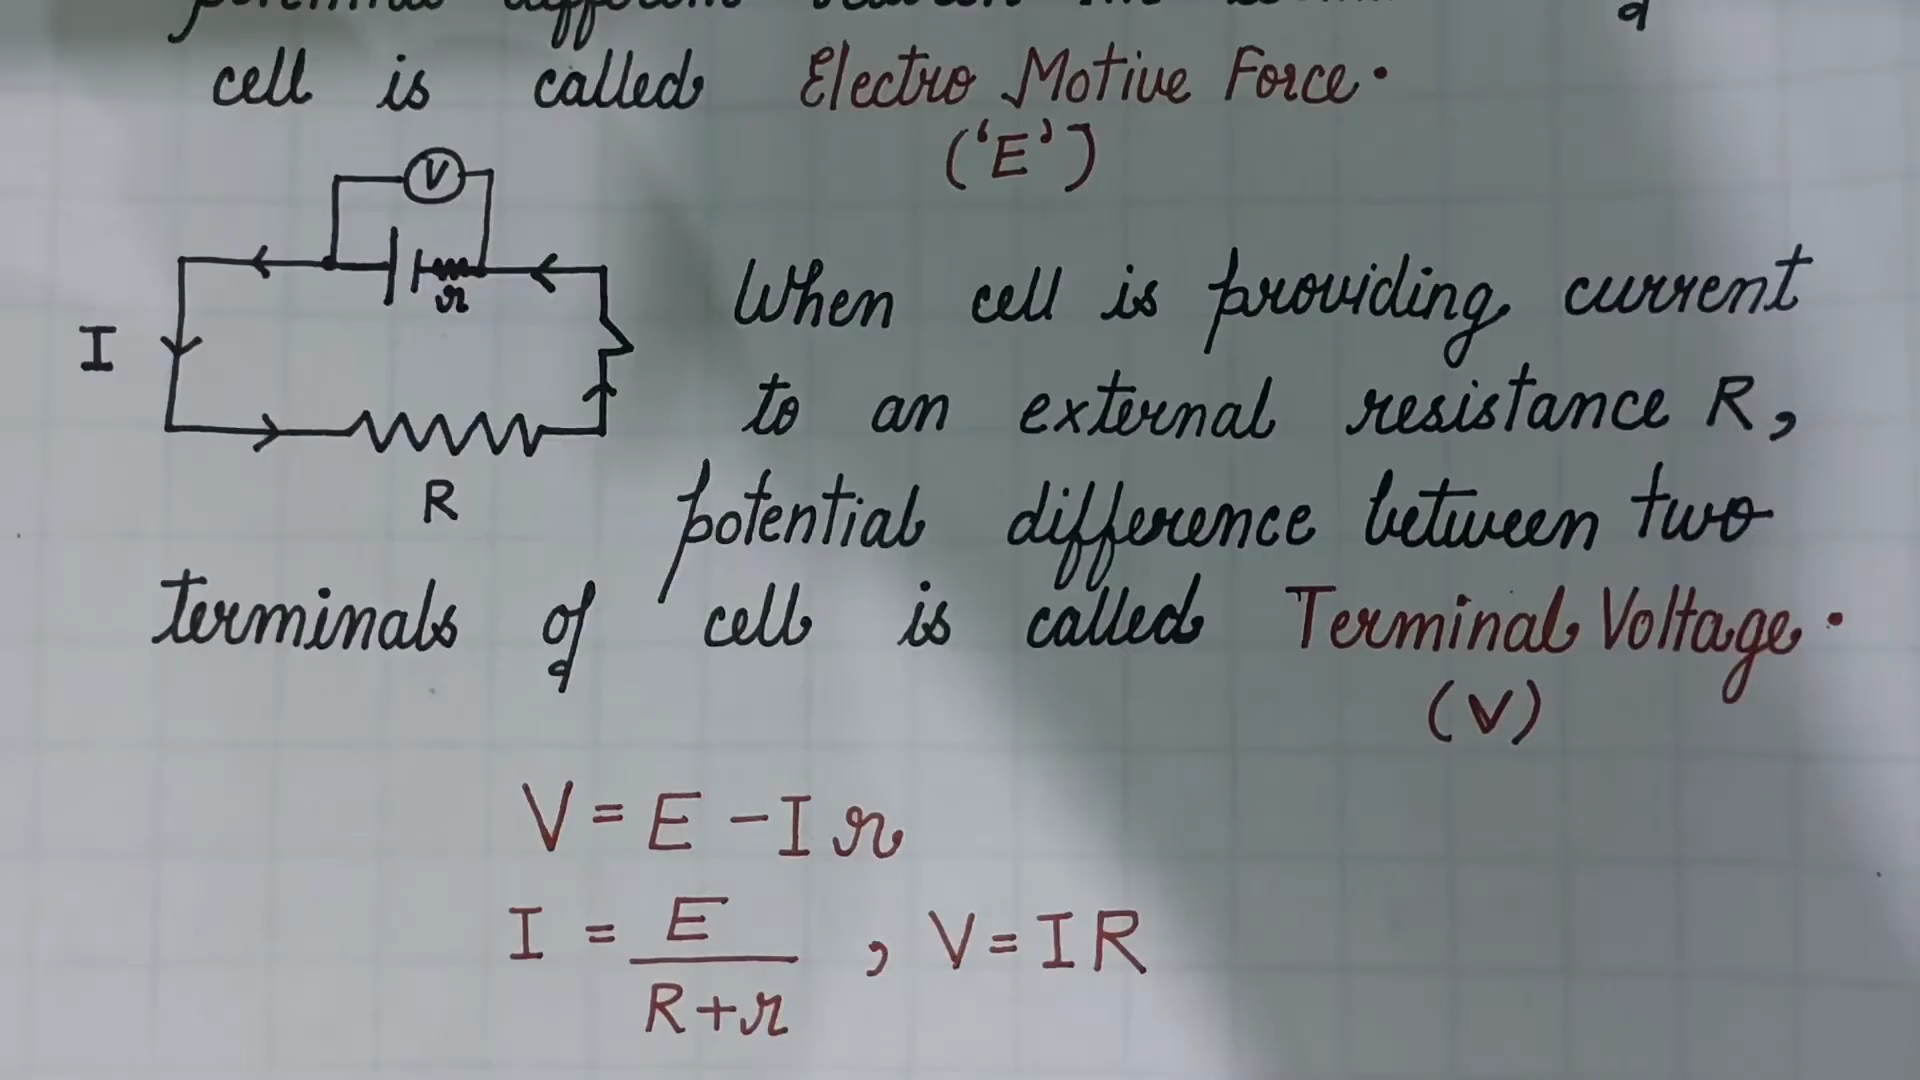 cell is called Electro Motive Force.
('E')
V
r
I
R
When cell is providing current
to an external resistance R,
potential difference between two
terminals of cell is called Terminal Voltage.
(V)
V = E - Ir
I = E / R+r , V = IR